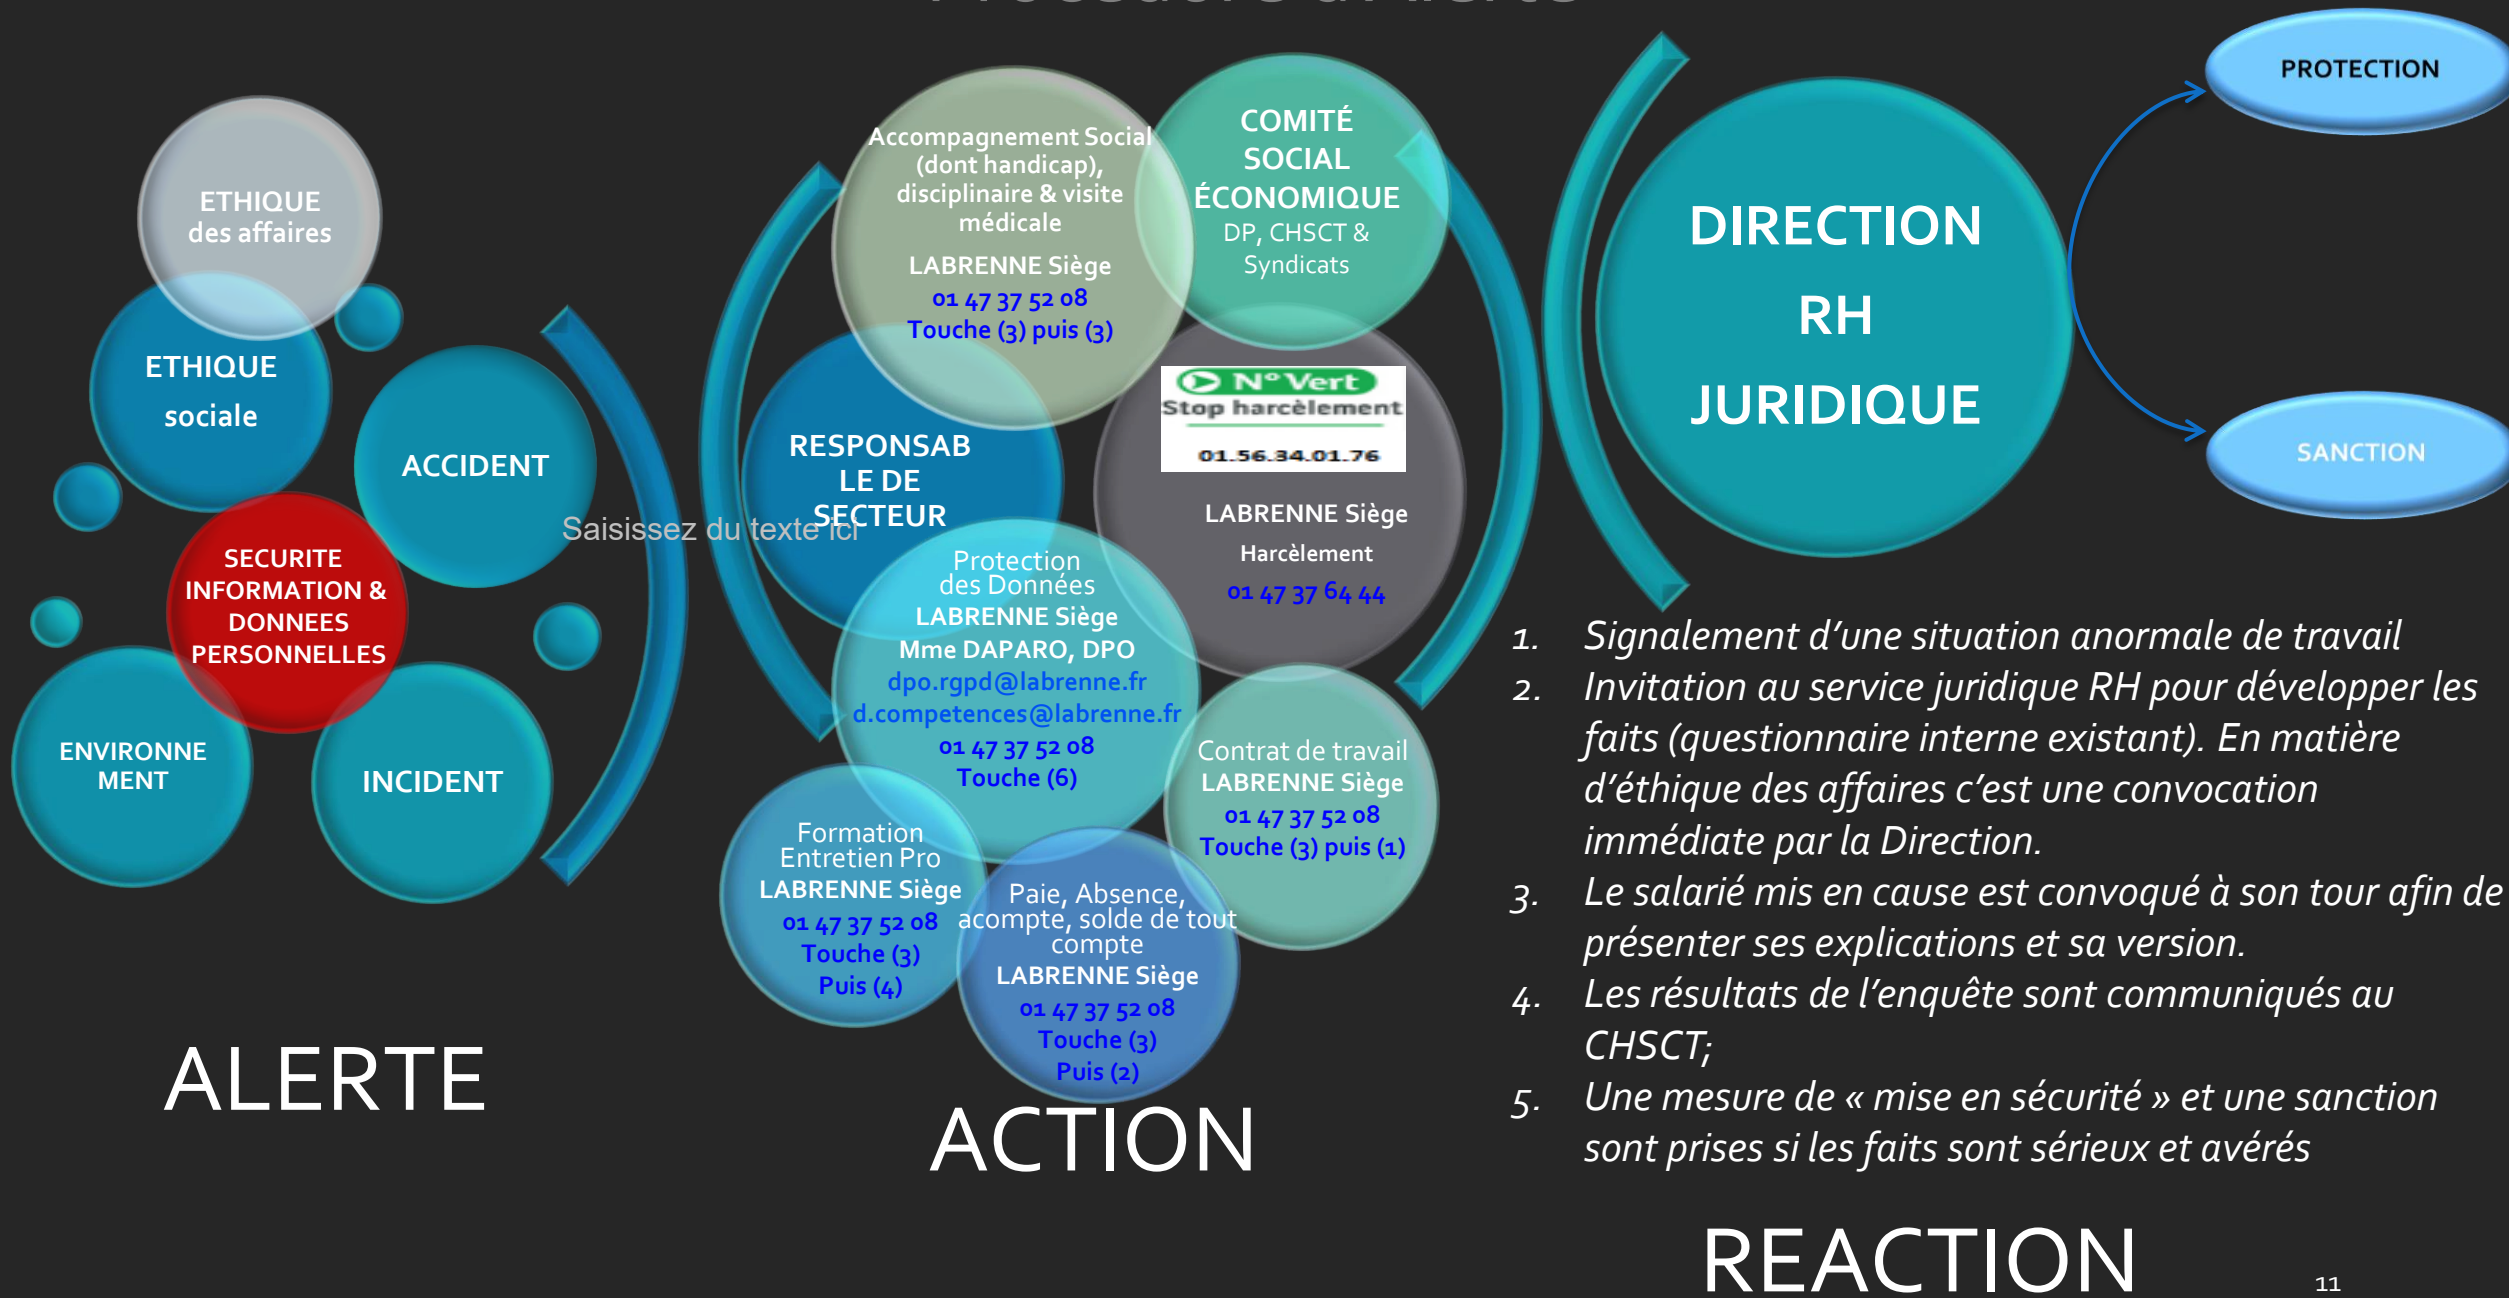 Procédure d'Alerte
ETHIQUE
des affaires
ETHIQUE
sociale
ACCIDENT
SECURITE
INFORMATION &
DONNEES
PERSONNELLES
ENVIRONNE
MENT
INCIDENT
ALERTE
Saisissez du texte ici
Accompagnement Social
(dont handicap),
disciplinaire & visite
médicale
LABRENNE Siège
01 47 37 52 08
Touche (3) puis (3)
COMITÉ
SOCIAL
ÉCONOMIQUE
DP, CHSCT &
Syndicats
RESPONSAB
LE DE
SECTEUR
N° Vert
Stop harcèlement
01.56.34.01.76
LABRENNE Siège
Harcèlement
01 47 37 64 44
Protection
des Données
LABRENNE Siège
Mme DAPARO, DPO
dpo.rgpd@labrenne.fr
d.competences@labrenne.fr
01 47 37 52 08
Touche (6)
Contrat de travail
LABRENNE Siège
01 47 37 52 08
Touche (3) puis (1)
Formation
Entretien Pro
LABRENNE Siège
01 47 37 52 08
Touche (3)
Puis (4)
Paie, Absence,
acompte, solde de tout
compte
LABRENNE Siège
01 47 37 52 08
Touche (3)
Puis (2)
ACTION
DIRECTION
RH
JURIDIQUE
PROTECTION
SANCTION
1. Signalement d’une situation anormale de travail
2. Invitation au service juridique RH pour développer les
faits (questionnaire interne existant). En matière
d’éthique des affaires c’est une convocation
immédiate par la Direction.
3. Le salarié mis en cause est convoqué à son tour afin de
présenter ses explications et sa version.
4. Les résultats de l’enquête sont communiqués au
CHSCT;
5. Une mesure de « mise en sécurité » et une sanction
sont prises si les faits sont sérieux et avérés
REACTION
11